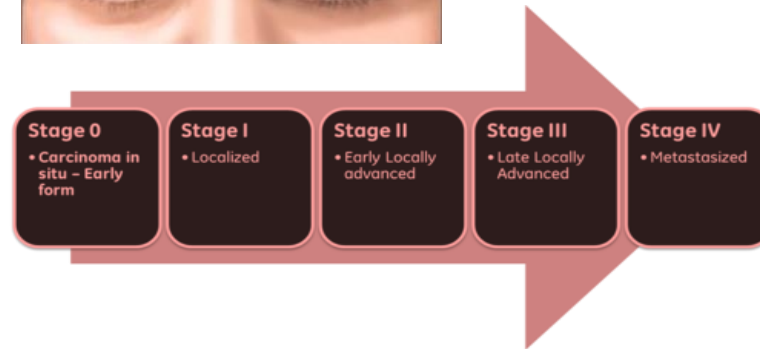 Stage 0
• Carcinoma in
situ – Early
form
Stage I
• Localized
Stage II
• Early Locally
advanced
Stage III
• Late Locally
Advanced
Stage IV
• Metastasized